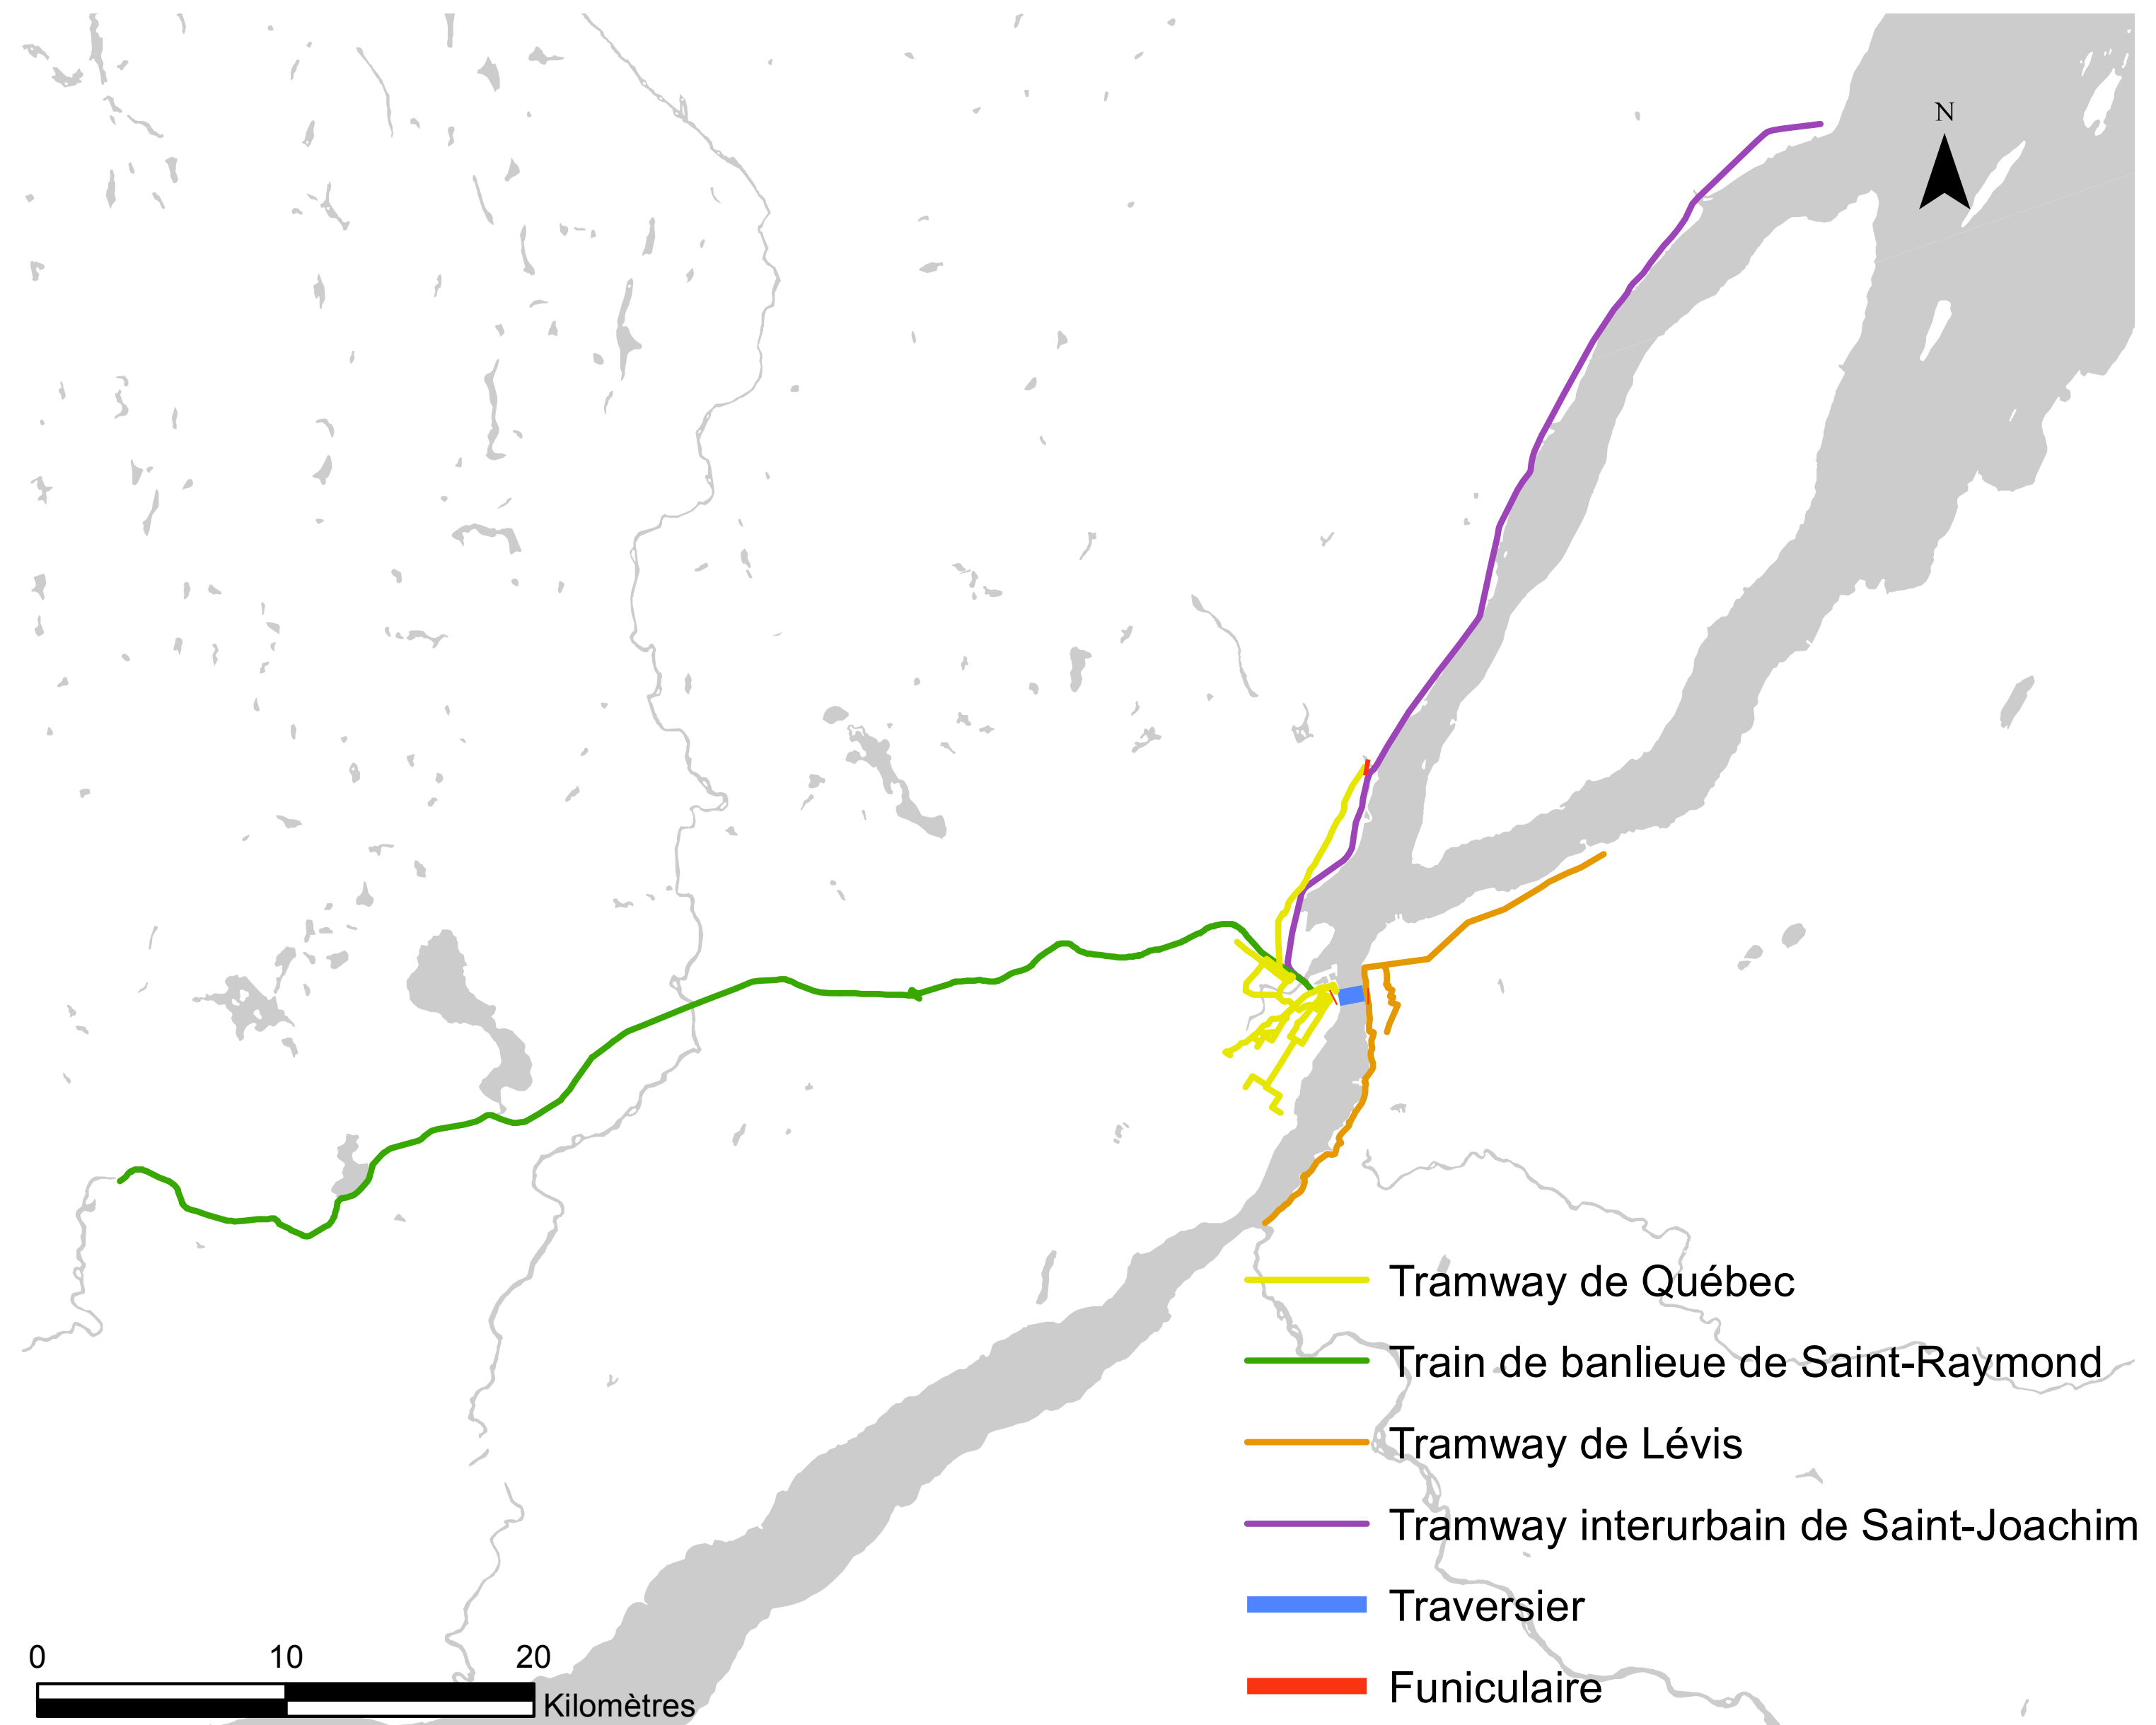 N
Tramway de Québec
Train de banlieue de Saint-Raymond
Tramway de Lévis
Tramway interurbain de Saint-Joachim
Traversier
Funiculaire
0 10 20
Kilomètres